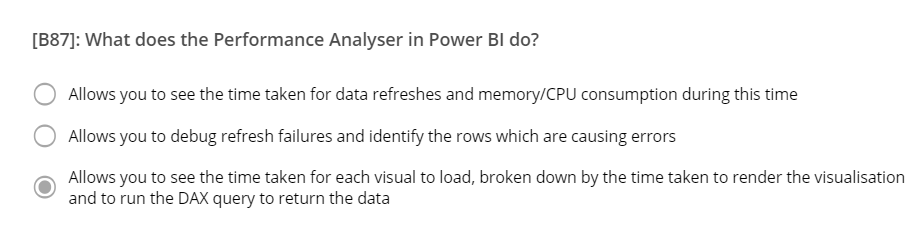 [B87]: What does the Performance Analyser in Power BI do?
Allows you to see the time taken for data refreshes and memory/CPU consumption during this time
Allows you to debug refresh failures and identify the rows which are causing errors
Allows you to see the time taken for each visual to load, broken down by the time taken to render the visualisation
and to run the DAX query to return the data